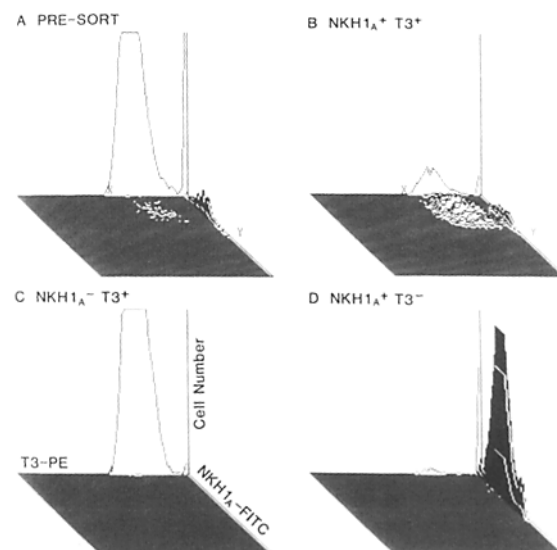 A PRE-SORT
B NKH1A+ T3+
Y
Y
C NKH1A− T3+
D NKH1A+ T3−
Cell Number
T3-PE
NKH1A-FITC